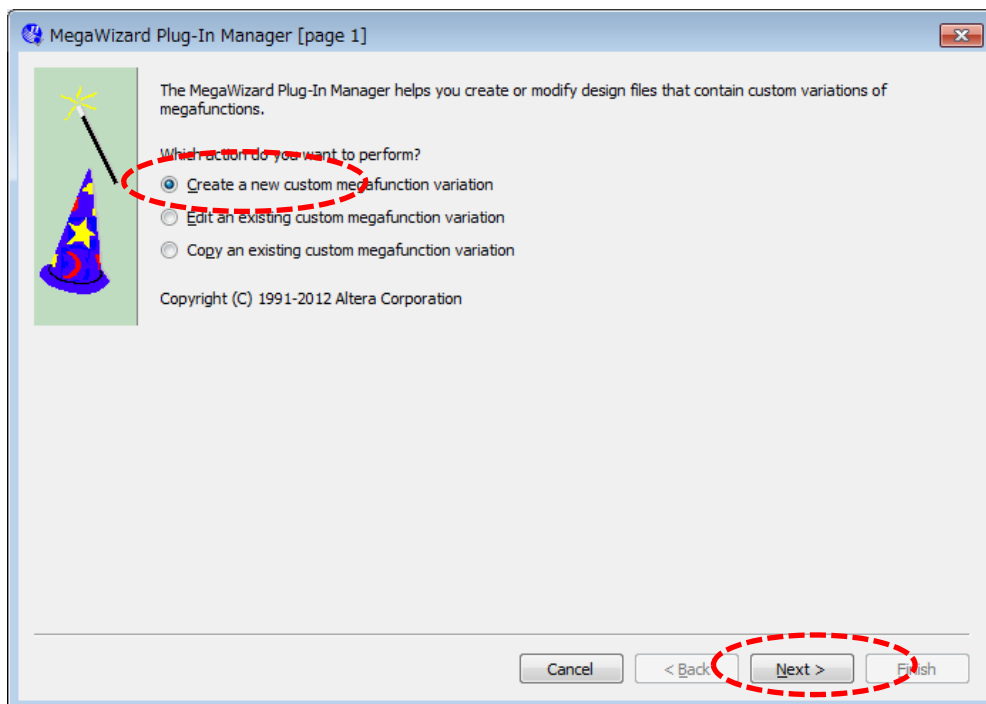 MegaWizard Plug-In Manager [page 1]
The MegaWizard Plug-In Manager helps you create or modify design files that contain custom variations of
megafunctions.
Which action do you want to perform?
Create a new custom megafunction variation
Edit an existing custom megafunction variation
Copy an existing custom megafunction variation
Copyright (C) 1991-2012 Altera Corporation
Cancel
< Back
Next >
Finish